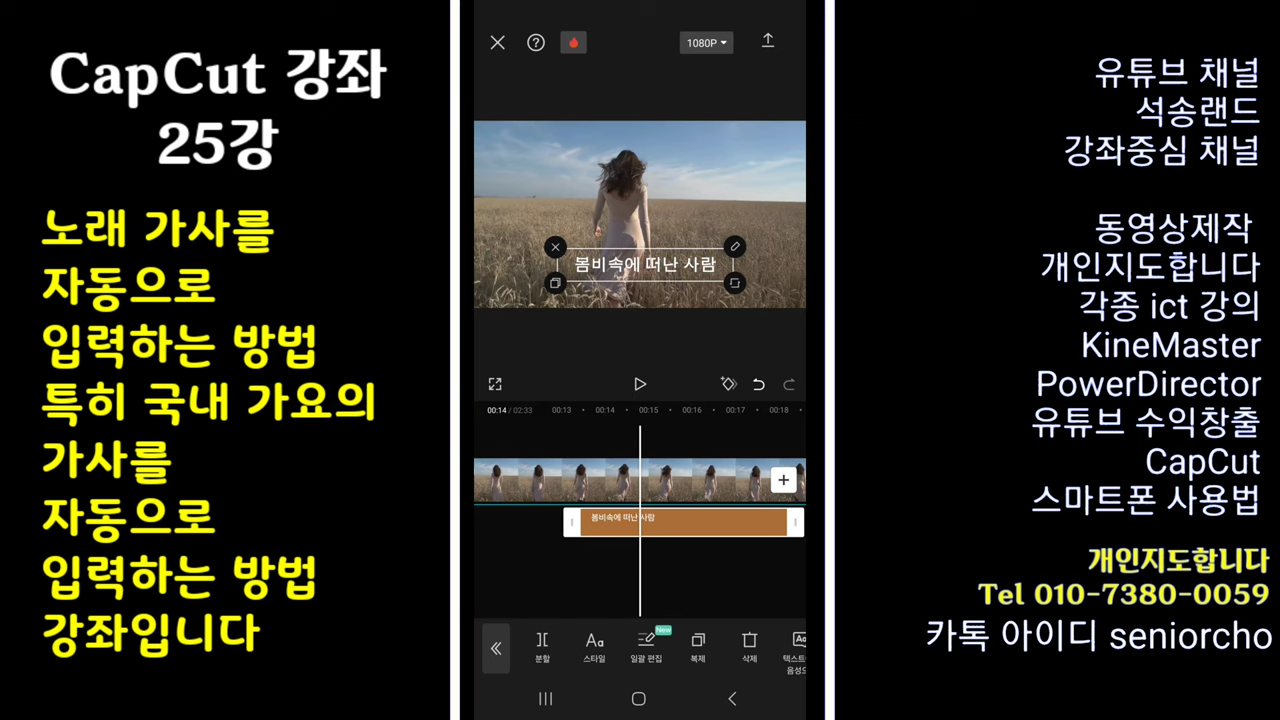 CapCut 강좌
25강
노래 가사를
자동으로
입력하는 방법
특히 국내 가요의
가사를
자동으로
입력하는 방법
강좌입니다
1080P
봄비속에 떠난 사람
00:14 / 02:33 00:13 00:14 00:15 00:16 00:17 00:18
봄비속에 떠난 사람
New
분할 스타일 일괄 편집 복제 삭제 텍스트
음성으
유튜브 채널
석송랜드
강좌중심 채널
동영상제작
개인지도합니다
각종 ict 강의
KineMaster
PowerDirector
유튜브 수익창출
CapCut
스마트폰 사용법
개인지도합니다
Tel 010-7380-0059
카톡 아이디 seniorcho